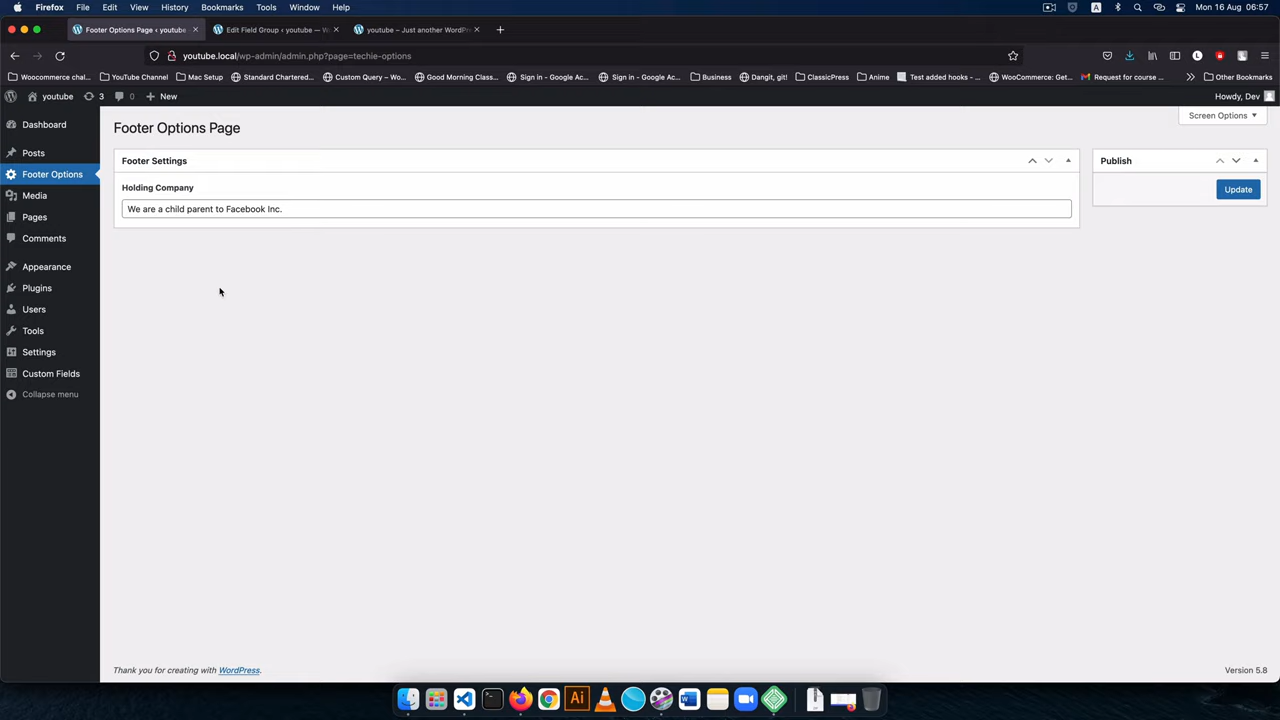 Firefox File Edit View History Bookmarks Tools Window Help
A Mon 16 Aug 06:57
Footer Options Page ‹ youtube
Edit Field Group ‹ youtube — W
youtube – Just another WordPr
youtube.local/wp-admin/admin.php?page=techie-options
Woocommerce chal... YouTube Channel Mac Setup Standard Chartered... Custom Query – Wo... Good Morning Class... Sign in - Google Ac... Sign in - Google Ac... Business Dangit, git! ClassicPress Anime Test added hooks - ... WooCommerce: Get... Request for course ... Other Bookmarks
youtube 3 0 New Howdy, Dev
Screen Options
Dashboard
Posts
Footer Options
Media
Pages
Comments
Appearance
Plugins
Users
Tools
Settings
Custom Fields
Collapse menu
Footer Options Page
Footer Settings
Holding Company
We are a child parent to Facebook Inc.
Publish
Update
Thank you for creating with WordPress.
Version 5.8
Ai